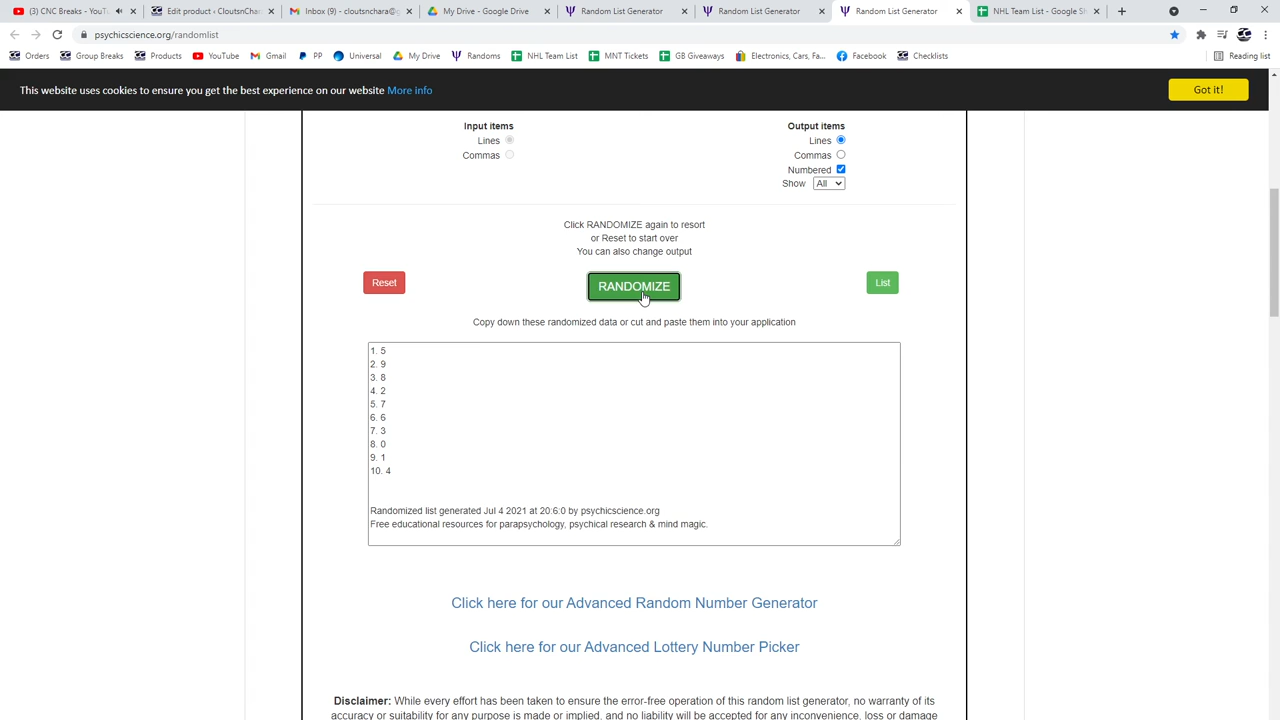 (3) CNC Breaks - YouTu
Edit product • CloutsnChara
Inbox (9) - cloutsnchara@g
My Drive - Google Drive
Random List Generator
Random List Generator
Random List Generator
NHL Team List - Google Sh
psychicscience.org/randomlist
Orders
Group Breaks
Products
YouTube
Gmail
PP
Universal
My Drive
Randoms
NHL Team List
MNT Tickets
GB Giveaways
Electronics, Cars, Fa...
Facebook
Checklists
Reading list
This website uses cookies to ensure you get the best experience on our website More info
Got it!
Input items
Output items
Lines
Lines
Commas
Commas
Numbered
Show All
Click RANDOMIZE again to resort
or Reset to start over
You can also change output
Reset
RANDOMIZE
List
Copy down these randomized data or cut and paste them into your application
1. 5
2. 9
3. 8
4. 2
5. 7
6. 6
7. 3
8. 0
9. 1
10. 4
Randomized list generated Jul 4 2021 at 20:6:0 by psychicscience.org
Free educational resources for parapsychology, psychical research & mind magic.
Click here for our Advanced Random Number Generator
Click here for our Advanced Lottery Number Picker
Disclaimer: While every effort has been taken to ensure the error-free operation of this random list generator, no warranty of its
accuracy or suitability for any purpose is made or implied, and no liability will be accepted for any inconvenience, loss or damage